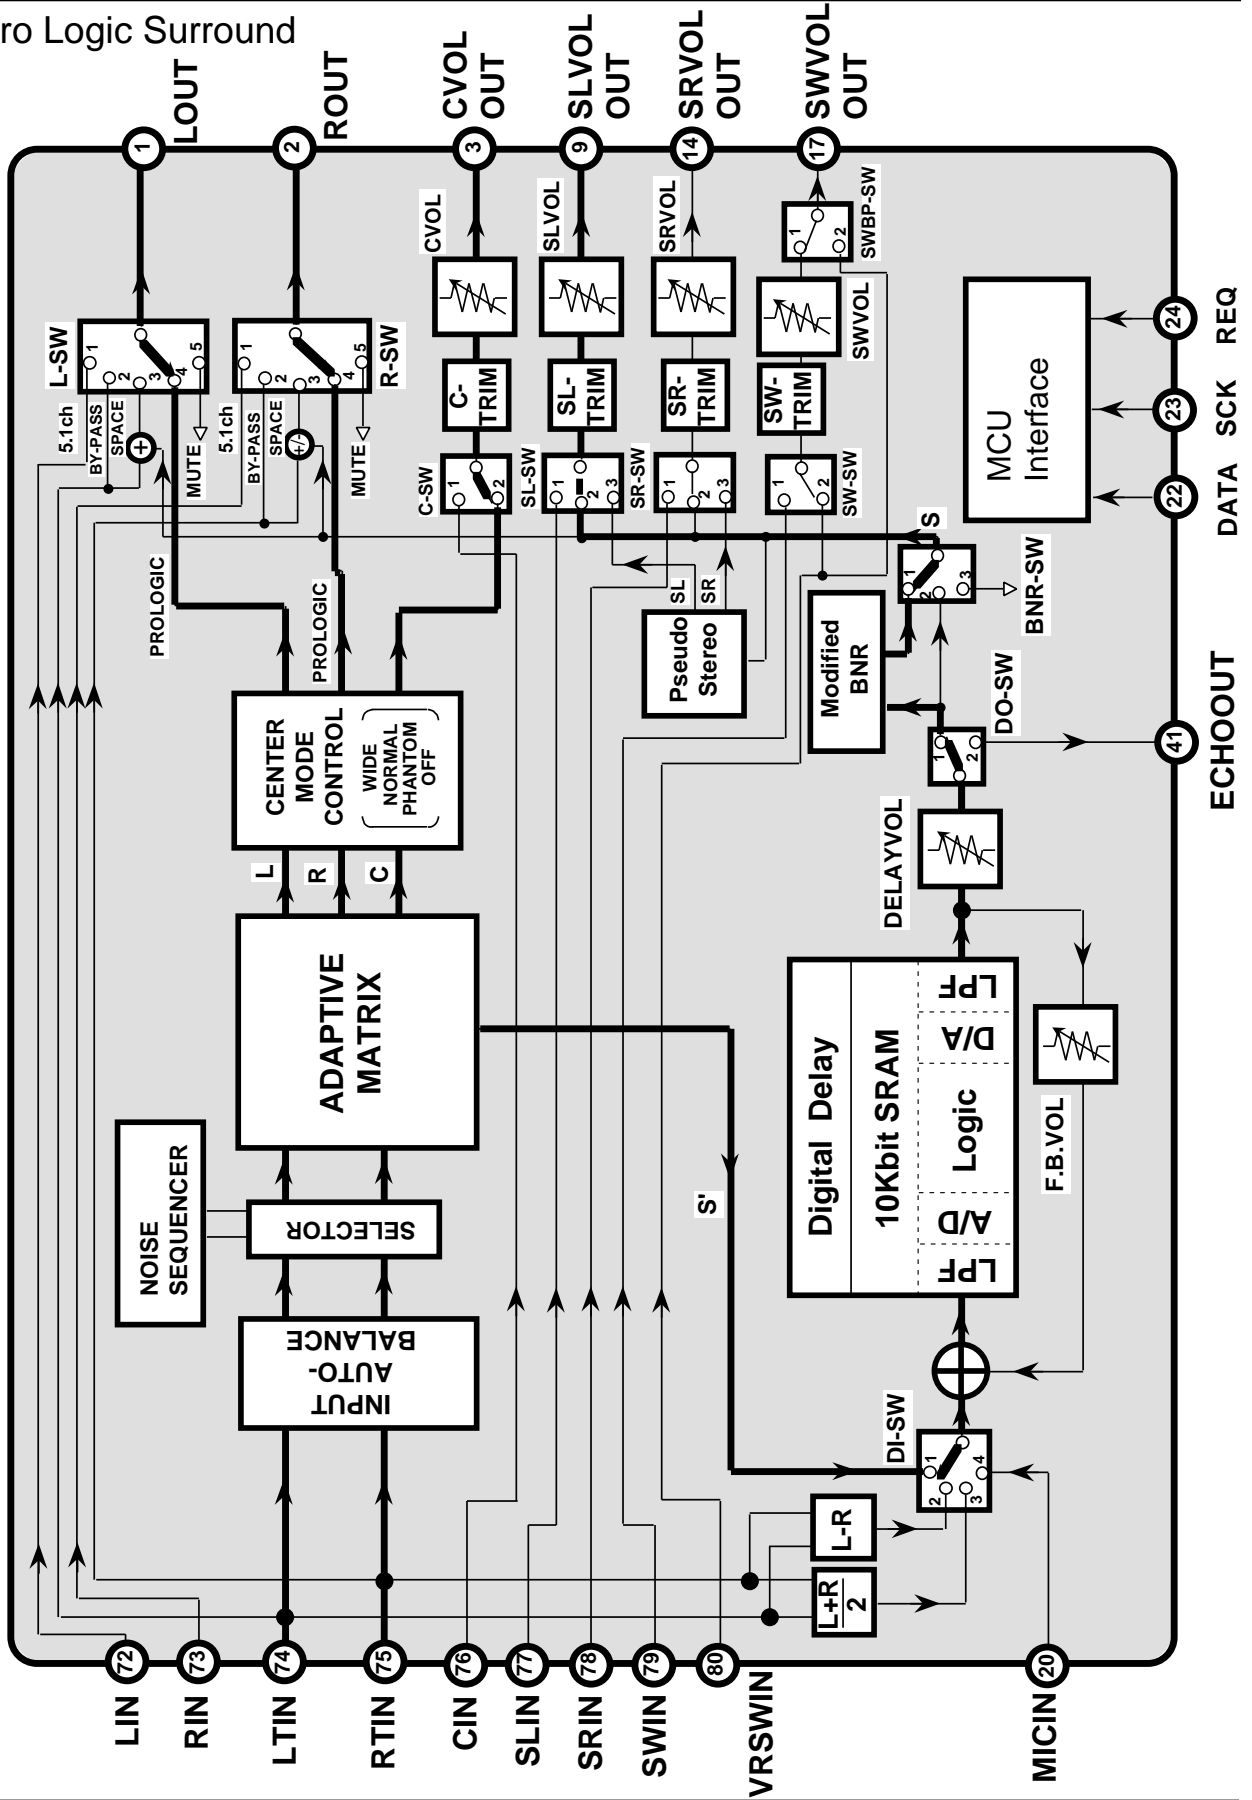 ro Logic Surround
LOUT
ROUT
CVOL
OUT
SLVOL
OUT
SRVOL
OUT
SWVOL
OUT
1
2
3
9
14
17
CVOL
SLVOL
SRVOL
SWBP-SW
1
2
L-SW
1
2
3
4
5
R-SW
1
2
3
4
5
5.1ch
BY-PASS
SPACE
+
MUTE
5.1ch
BY-PASS
SPACE
+/-
MUTE
SWVOL
C-
TRIM
SL-
TRIM
SR-
TRIM
SW-
TRIM
C-SW
1
2
SL-SW
1
2
3
SR-SW
1
2
3
SW-SW
1
2
MCU
Interface
24
REQ
23
SCK
22
DATA
PROLOGIC
PROLOGIC
SL
SR
Pseudo
Stereo
S
BNR-SW
1
2
3
Modified
BNR
CENTER
MODE
CONTROL
WIDE
NORMAL
PHANTOM
OFF
DO-SW
1
2
41
ECHOOUT
L
R
C
DELAYVOL
ADAPTIVE
MATRIX
Digital Delay
10Kbit SRAM
LPF
D/A
Logic
A/D
LPF
F.B.VOL
NOISE
SEQUENCER
SELECTOR
S'
INPUT
AUTO-
BALANCE
DI-SW
1
2
3
4
L-R
L+R
2
72
73
74
75
76
77
78
79
80
20
LIN
RIN
LTIN
RTIN
CIN
SLIN
SRIN
SWIN
VRSWIN
MICIN